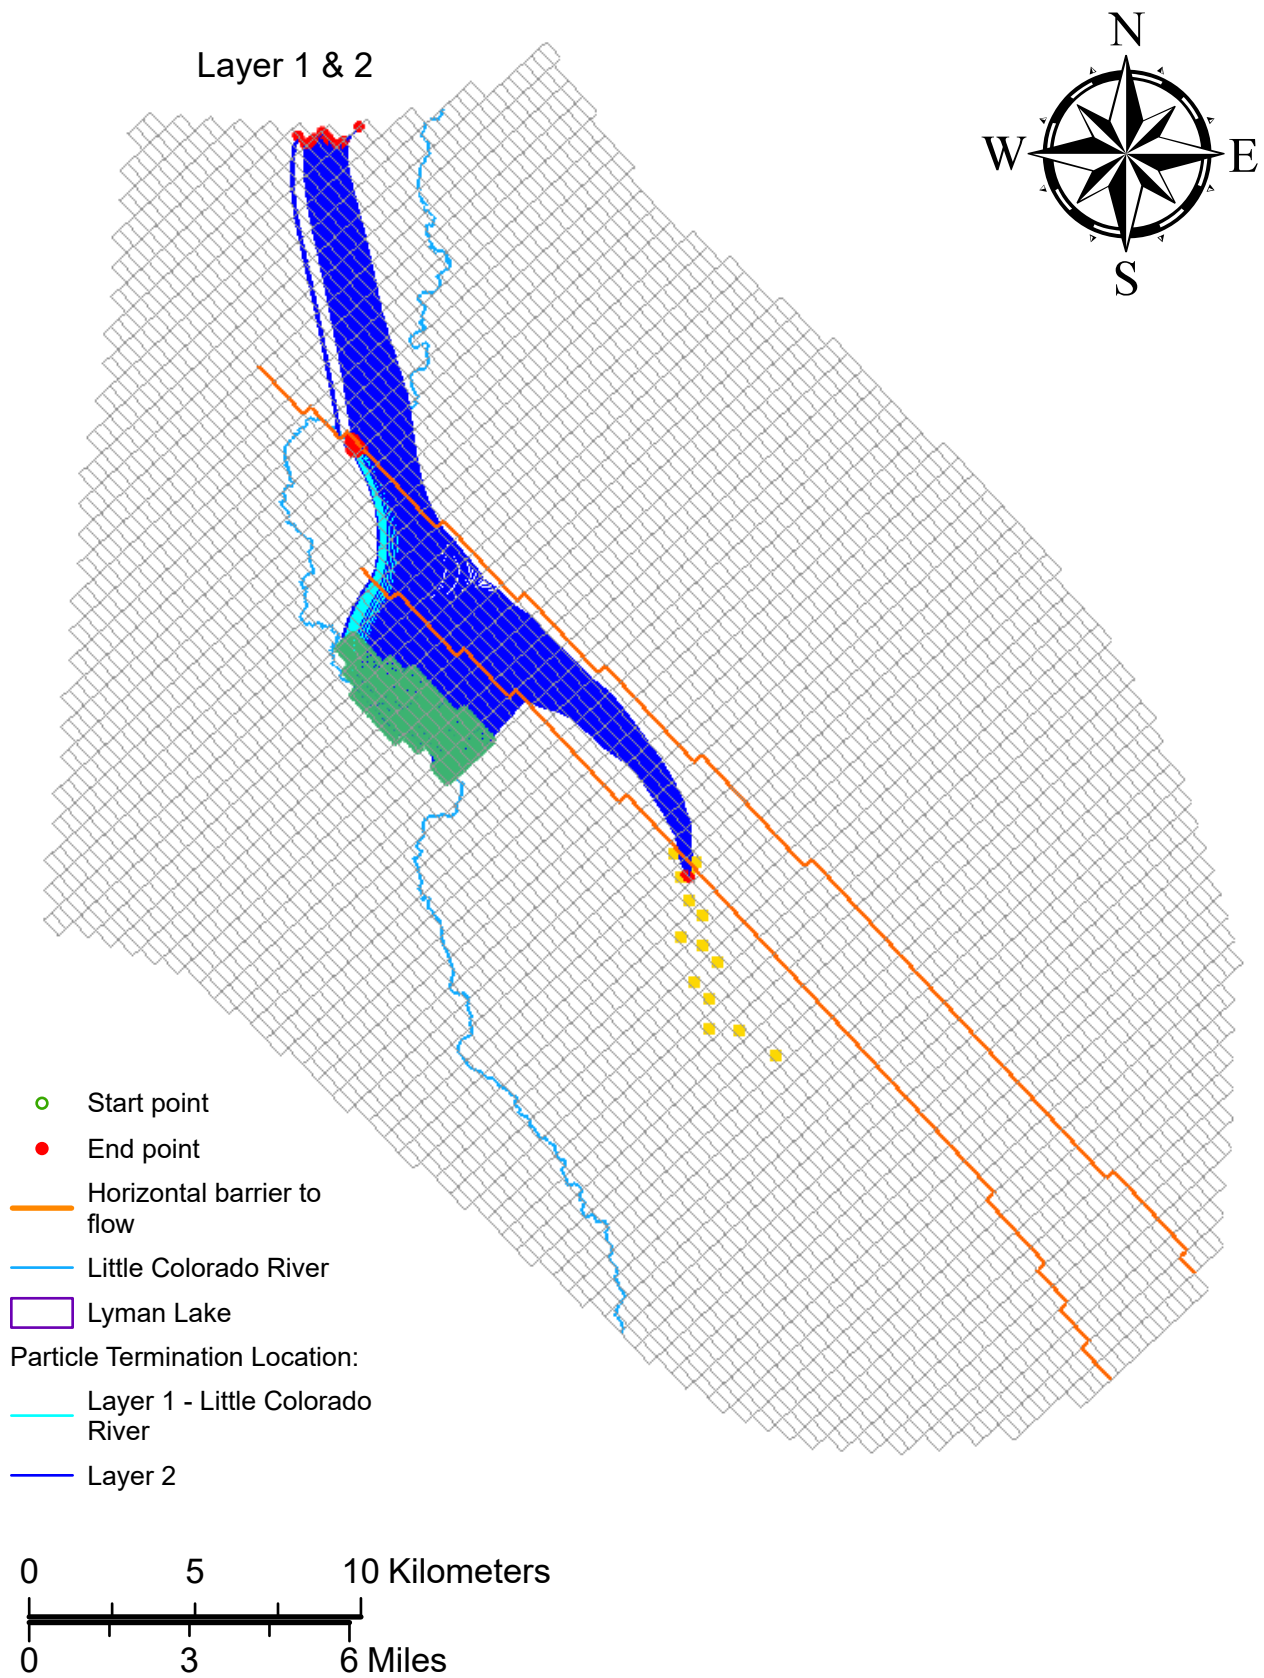 Layer 1 & 2
N
W
E
S
Start point
End point
Horizontal barrier to
flow
Little Colorado River
Lyman Lake
Particle Termination Location:
Layer 1 - Little Colorado
River
Layer 2
0 5 10 Kilometers
0 3 6 Miles